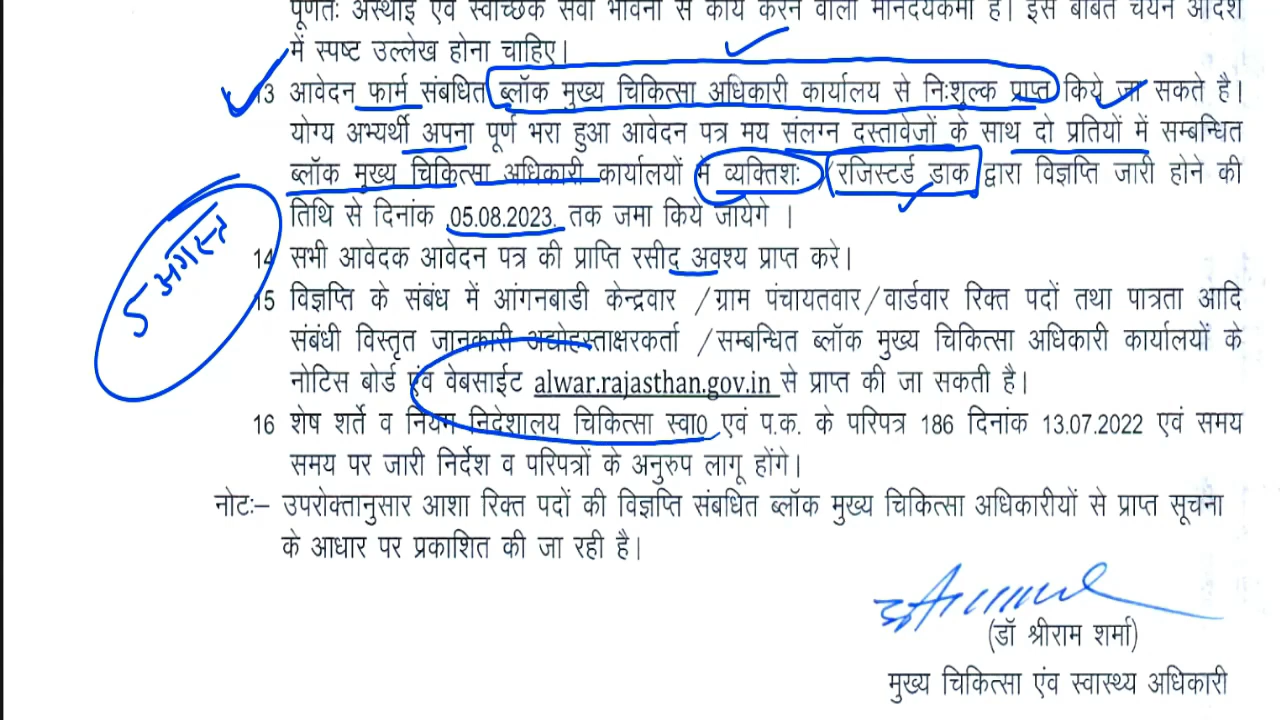 पूर्णतः अस्थाई एवं स्वैच्छिक सेवा भावना से कार्य करने वाली मानदेयकर्मी है। इस बाबत चयन आदेश
में स्पष्ट उल्लेख होना चाहिए।
13 आवेदन फार्म संबधित ब्लॉक मुख्य चिकित्सा अधिकारी कार्यालय से निःशुल्क प्राप्त किये जा सकते है।
योग्य अभ्यर्थी अपना पूर्ण भरा हुआ आवेदन पत्र मय संलग्न दस्तावेजों के साथ दो प्रतियों में सम्बन्धित
ब्लॉक मुख्य चिकित्सा अधिकारी कार्यालयों मे व्यक्तिशः / रजिस्टर्ड डाक द्वारा विज्ञप्ति जारी होने की
तिथि से दिनांक 05.08.2023. तक जमा किये जायेगे ।
5 अगस्त
14 सभी आवेदक आवेदन पत्र की प्राप्ति रसीद अवश्य प्राप्त करे।
15 विज्ञप्ति के संबंध में आंगनबाडी केन्द्रवार /ग्राम पंचायतवार/वार्डवार रिक्त पदों तथा पात्रता आदि
संबंधी विस्तृत जानकारी अद्योहस्ताक्षरकर्ता /सम्बन्धित ब्लॉक मुख्य चिकित्सा अधिकारी कार्यालयों के
नोटिस बोर्ड एंव वेबसाईट alwar.rajasthan.gov.in से प्राप्त की जा सकती है।
16 शेष शर्ते व नियम निदेशालय चिकित्सा स्वा0 एवं प.क. के परिपत्र 186 दिनांक 13.07.2022 एवं समय
समय पर जारी निर्देश व परिपत्रों के अनुरुप लागू होंगे।
नोटः– उपरोक्तानुसार आशा रिक्त पदों की विज्ञप्ति संबधित ब्लॉक मुख्य चिकित्सा अधिकारीयों से प्राप्त सूचना
के आधार पर प्रकाशित की जा रही है।
(डॉ श्रीराम शर्मा)
मुख्य चिकित्सा एंव स्वास्थ्य अधिकारी